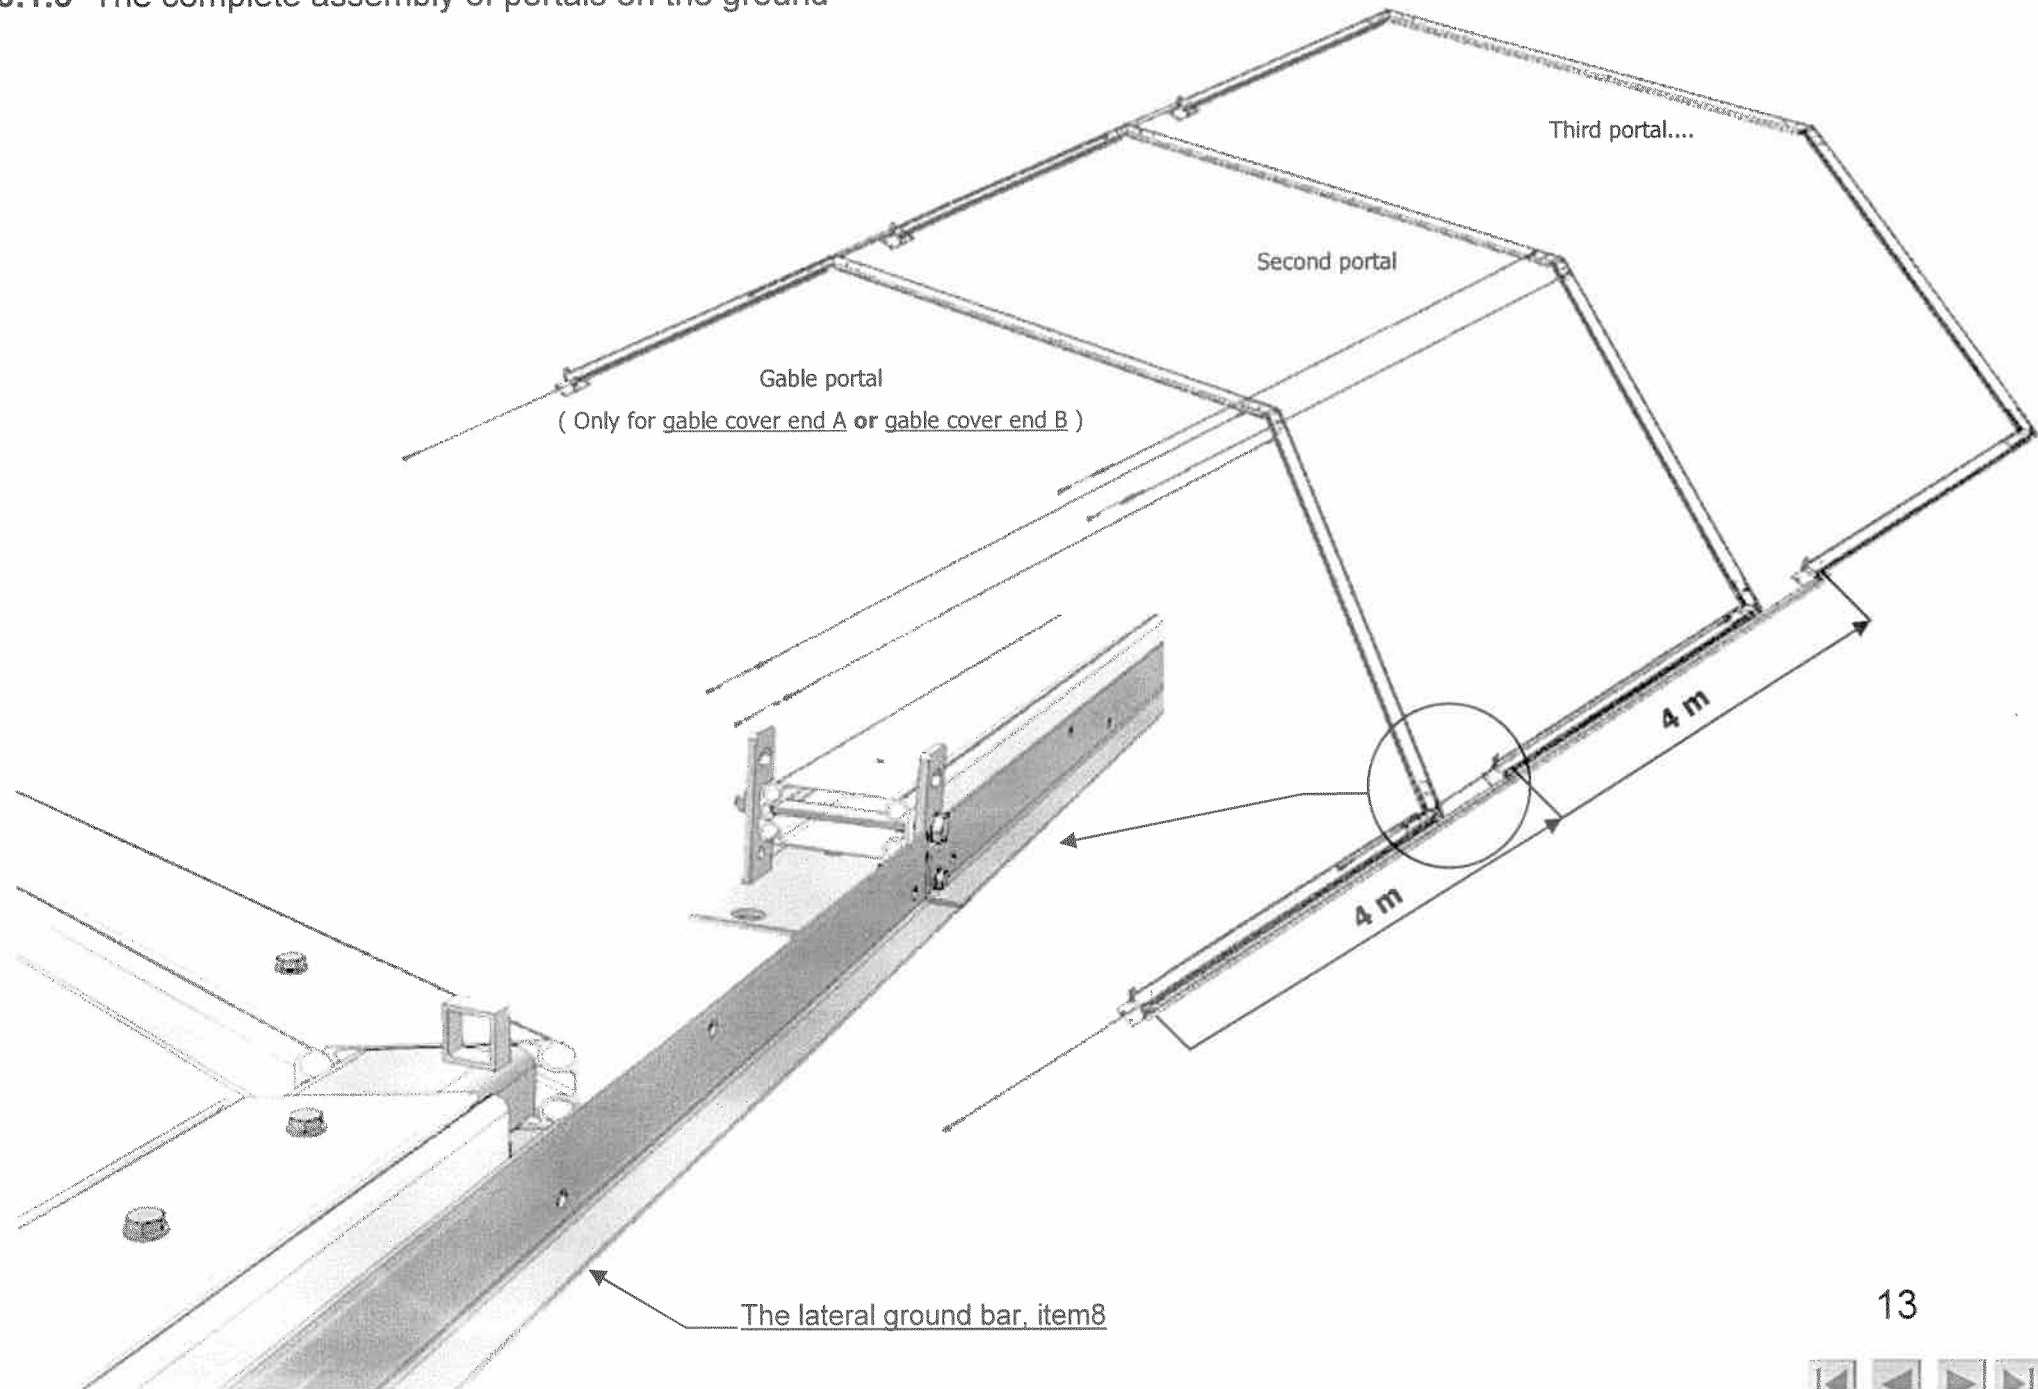 The complete assembly of portals on the ground
Third portal....
Second portal
Gable portal
( Only for gable cover end A or gable cover end B )
4 m
4 m
The lateral ground bar, item8
13